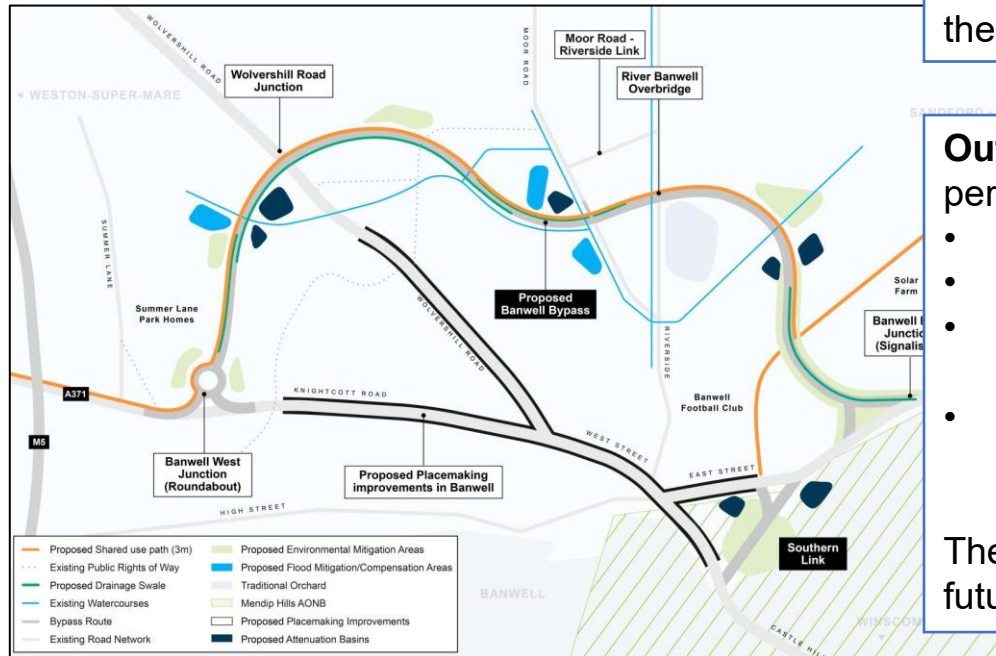 the
WOLVERSHILL ROAD
MOOR ROAD
Moor Road -
Riverside Link
Wolvershill Road
Junction
River Banwell
Overbridge
WESTON-SUPER-MARE
SANDFORD
Out
per
•
•
•
•
The
futu
SUMMER LANE
Summer Lane
Park Homes
Proposed
Banwell Bypass
Solar
Farm
WOLVERSHILL ROAD
RIVERSIDE
Banwell
Junctio
(Signalis
A371
KNIGHTCOTT ROAD
Banwell
Football Club
M5
WEST STREET
EAST STREET
Banwell West
Junction
(Roundabout)
Proposed Placemaking
improvements in Banwell
HIGH STREET
Southern
Link
BANWELL
WINSCOM
CASTLE HILL
Proposed Shared use path (3m)
Existing Public Rights of Way
Proposed Drainage Swale
Existing Watercourses
Bypass Route
Existing Road Network
Proposed Environmental Mitigation Areas
Proposed Flood Mitigation/Compensation Areas
Traditional Orchard
Mendip Hills AONB
Proposed Placemaking Improvements
Proposed Attenuation Basins